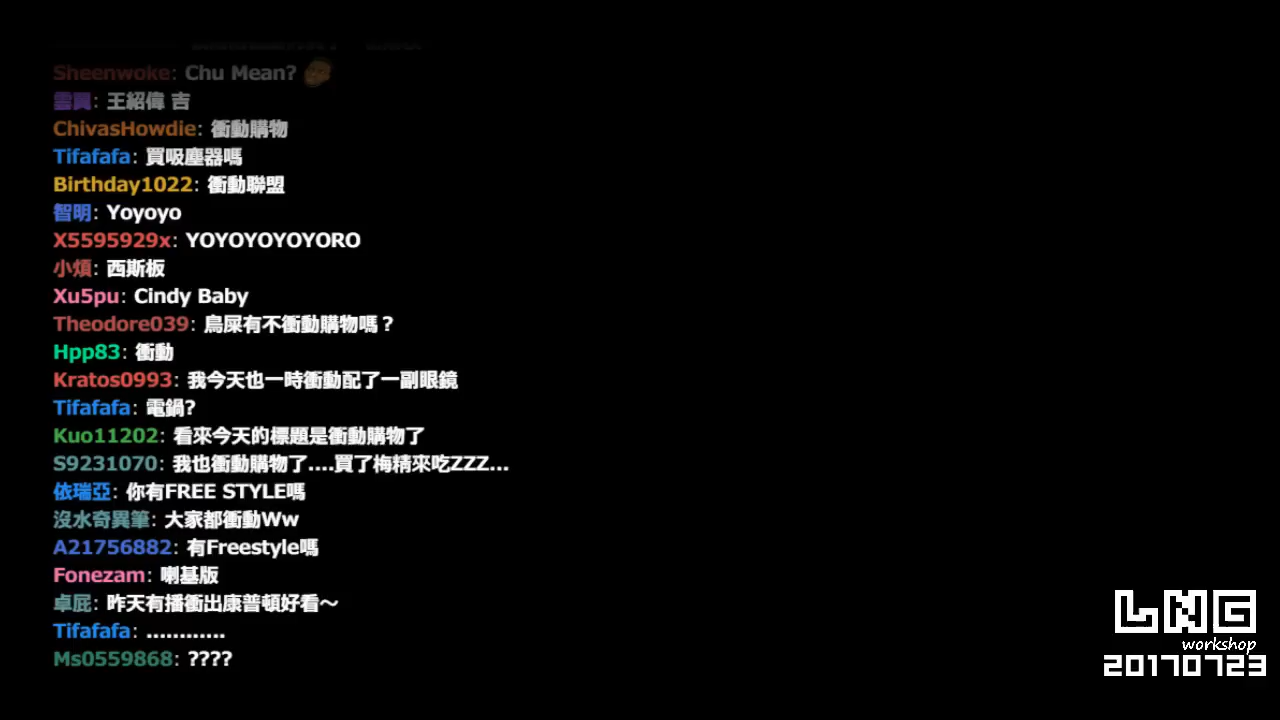 Sheenwoke: Chu Mean?
雲圓: 王紹偉 吉
ChivasHowdie: 衝動購物
Tifafafa: 買吸塵器嗎
Birthday1022: 衝動聯盟
智明: Yoyoyo
X5595929x: YOYOYOYOYORO
小煩: 西斯板
Xu5pu: Cindy Baby
Theodore039: 鳥屎有不衝動購物嗎？
Hpp83: 衝動
Kratos0993: 我今天也一時衝動配了一副眼鏡
Tifafafa: 電鍋?
Kuo11202: 看來今天的標題是衝動購物了
S9231070: 我也衝動購物了....買了梅精來吃ZZZ...
依瑞亞: 你有FREE STYLE嗎
沒水奇異筆: 大家都衝動Ww
A21756882: 有Freestyle嗎
Fonezam: 喇基版
卓屁: 昨天有播衝出康普頓好看～
Tifafafa: ............
Ms0559868: ????
LNG
workshop
20170723